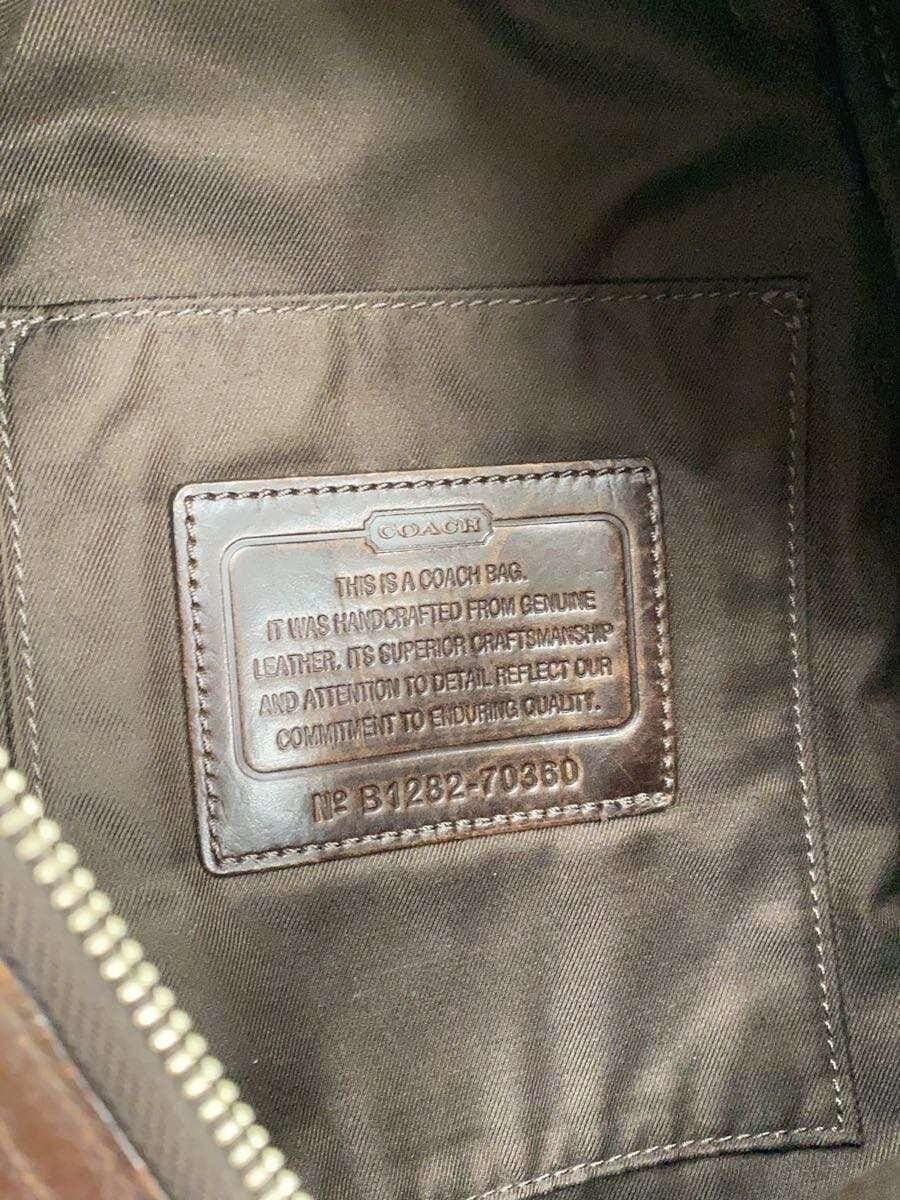 COACH
THIS IS A COACH BAG.
IT WAS HANDCRAFTED FROM GENUINE
LEATHER. ITS SUPERIOR CRAFTSMANSHIP
AND ATTENTION TO DETAIL REFLECT OUR
COMMITMENT TO ENDURING QUALITY.
Nº B1282-70360